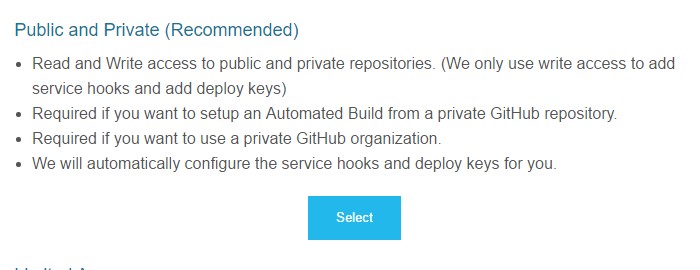 Public and Private (Recommended)
Read and Write access to public and private repositories. (We only use write access to add
service hooks and add deploy keys)
Required if you want to setup an Automated Build from a private GitHub repository.
Required if you want to use a private GitHub organization.
We will automatically configure the service hooks and deploy keys for you.
Select